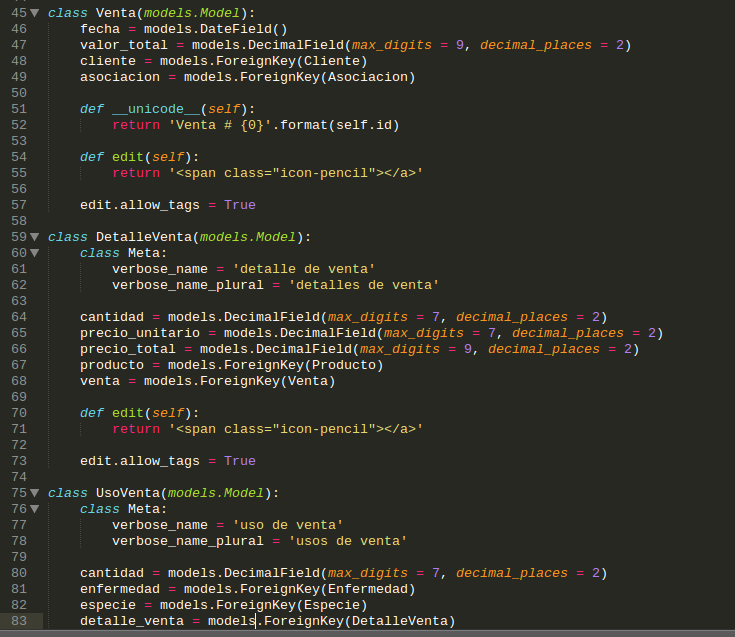 45 class Venta(models.Model):
46     fecha = models.DateField()
47     valor_total = models.DecimalField(max_digits = 9, decimal_places = 2)
48     cliente = models.ForeignKey(Cliente)
49     asociacion = models.ForeignKey(Asociacion)
50
51     def __unicode__(self):
52         return 'Venta # {0}'.format(self.id)
53
54     def edit(self):
55         return '<span class="icon-pencil"></a>'
56
57     edit.allow_tags = True
58
59 class DetalleVenta(models.Model):
60     class Meta:
61         verbose_name = 'detalle de venta'
62         verbose_name_plural = 'detalles de venta'
63
64     cantidad = models.DecimalField(max_digits = 7, decimal_places = 2)
65     precio_unitario = models.DecimalField(max_digits = 7, decimal_places = 2)
66     precio_total = models.DecimalField(max_digits = 9, decimal_places = 2)
67     producto = models.ForeignKey(Producto)
68     venta = models.ForeignKey(Venta)
69
70     def edit(self):
71         return '<span class="icon-pencil"></a>'
72
73     edit.allow_tags = True
74
75 class UsoVenta(models.Model):
76     class Meta:
77         verbose_name = 'uso de venta'
78         verbose_name_plural = 'usos de venta'
79
80     cantidad = models.DecimalField(max_digits = 7, decimal_places = 2)
81     enfermedad = models.ForeignKey(Enfermedad)
82     especie = models.ForeignKey(Especie)
83     detalle_venta = models.ForeignKey(DetalleVenta)